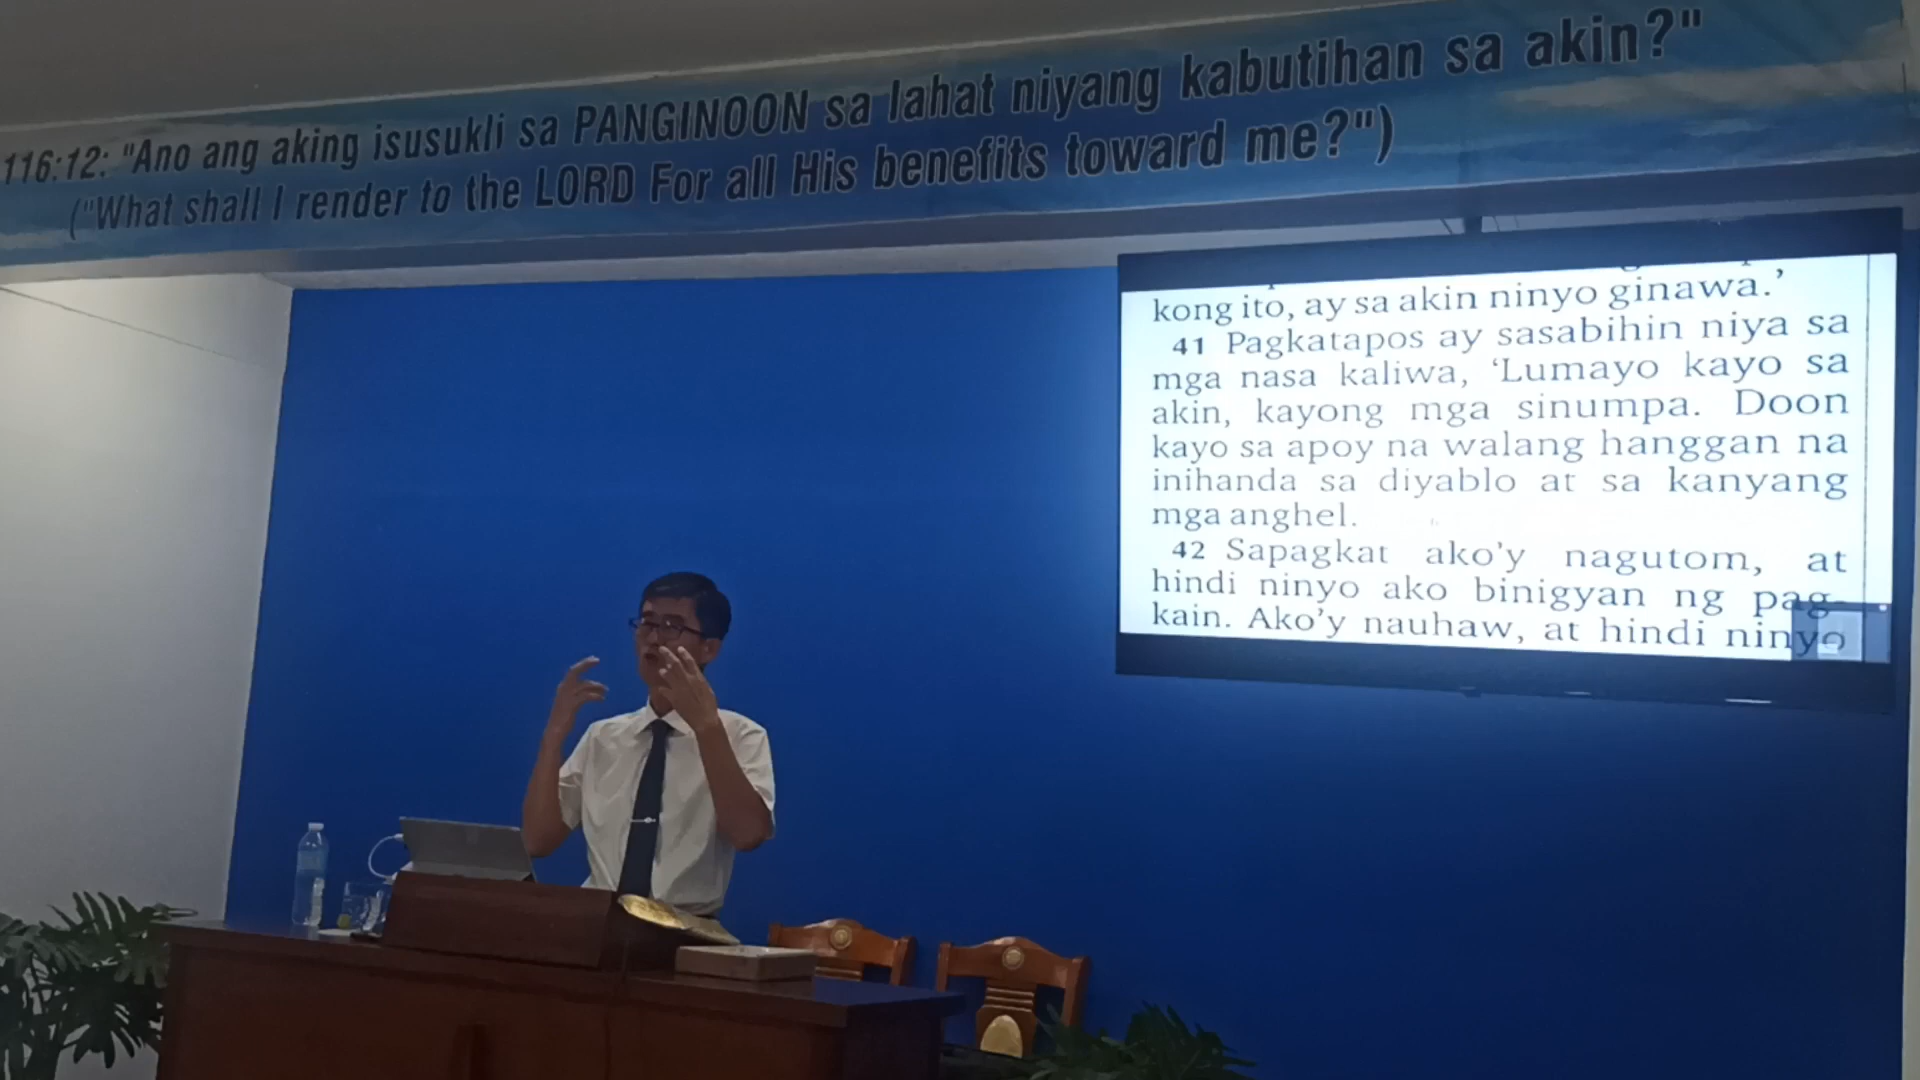 116:12: "Ano ang aking isusukli sa PANGINOON sa lahat niyang kabutihan sa akin?"
("What shall I render to the LORD For all His benefits toward me?")
kong ito, ay sa akin ninyo ginawa.’
41 Pagkatapos ay sasabihin niya sa
mga nasa kaliwa, ‘Lumayo kayo sa
akin, kayong mga sinumpa. Doon
kayo sa apoy na walang hanggan na
inihanda sa diyablo at sa kanyang
mga anghel.
42 Sapagkat ako’y nagutom, at
hindi ninyo ako binigyan ng pag-
kain. Ako’y nauhaw, at hindi ninyo